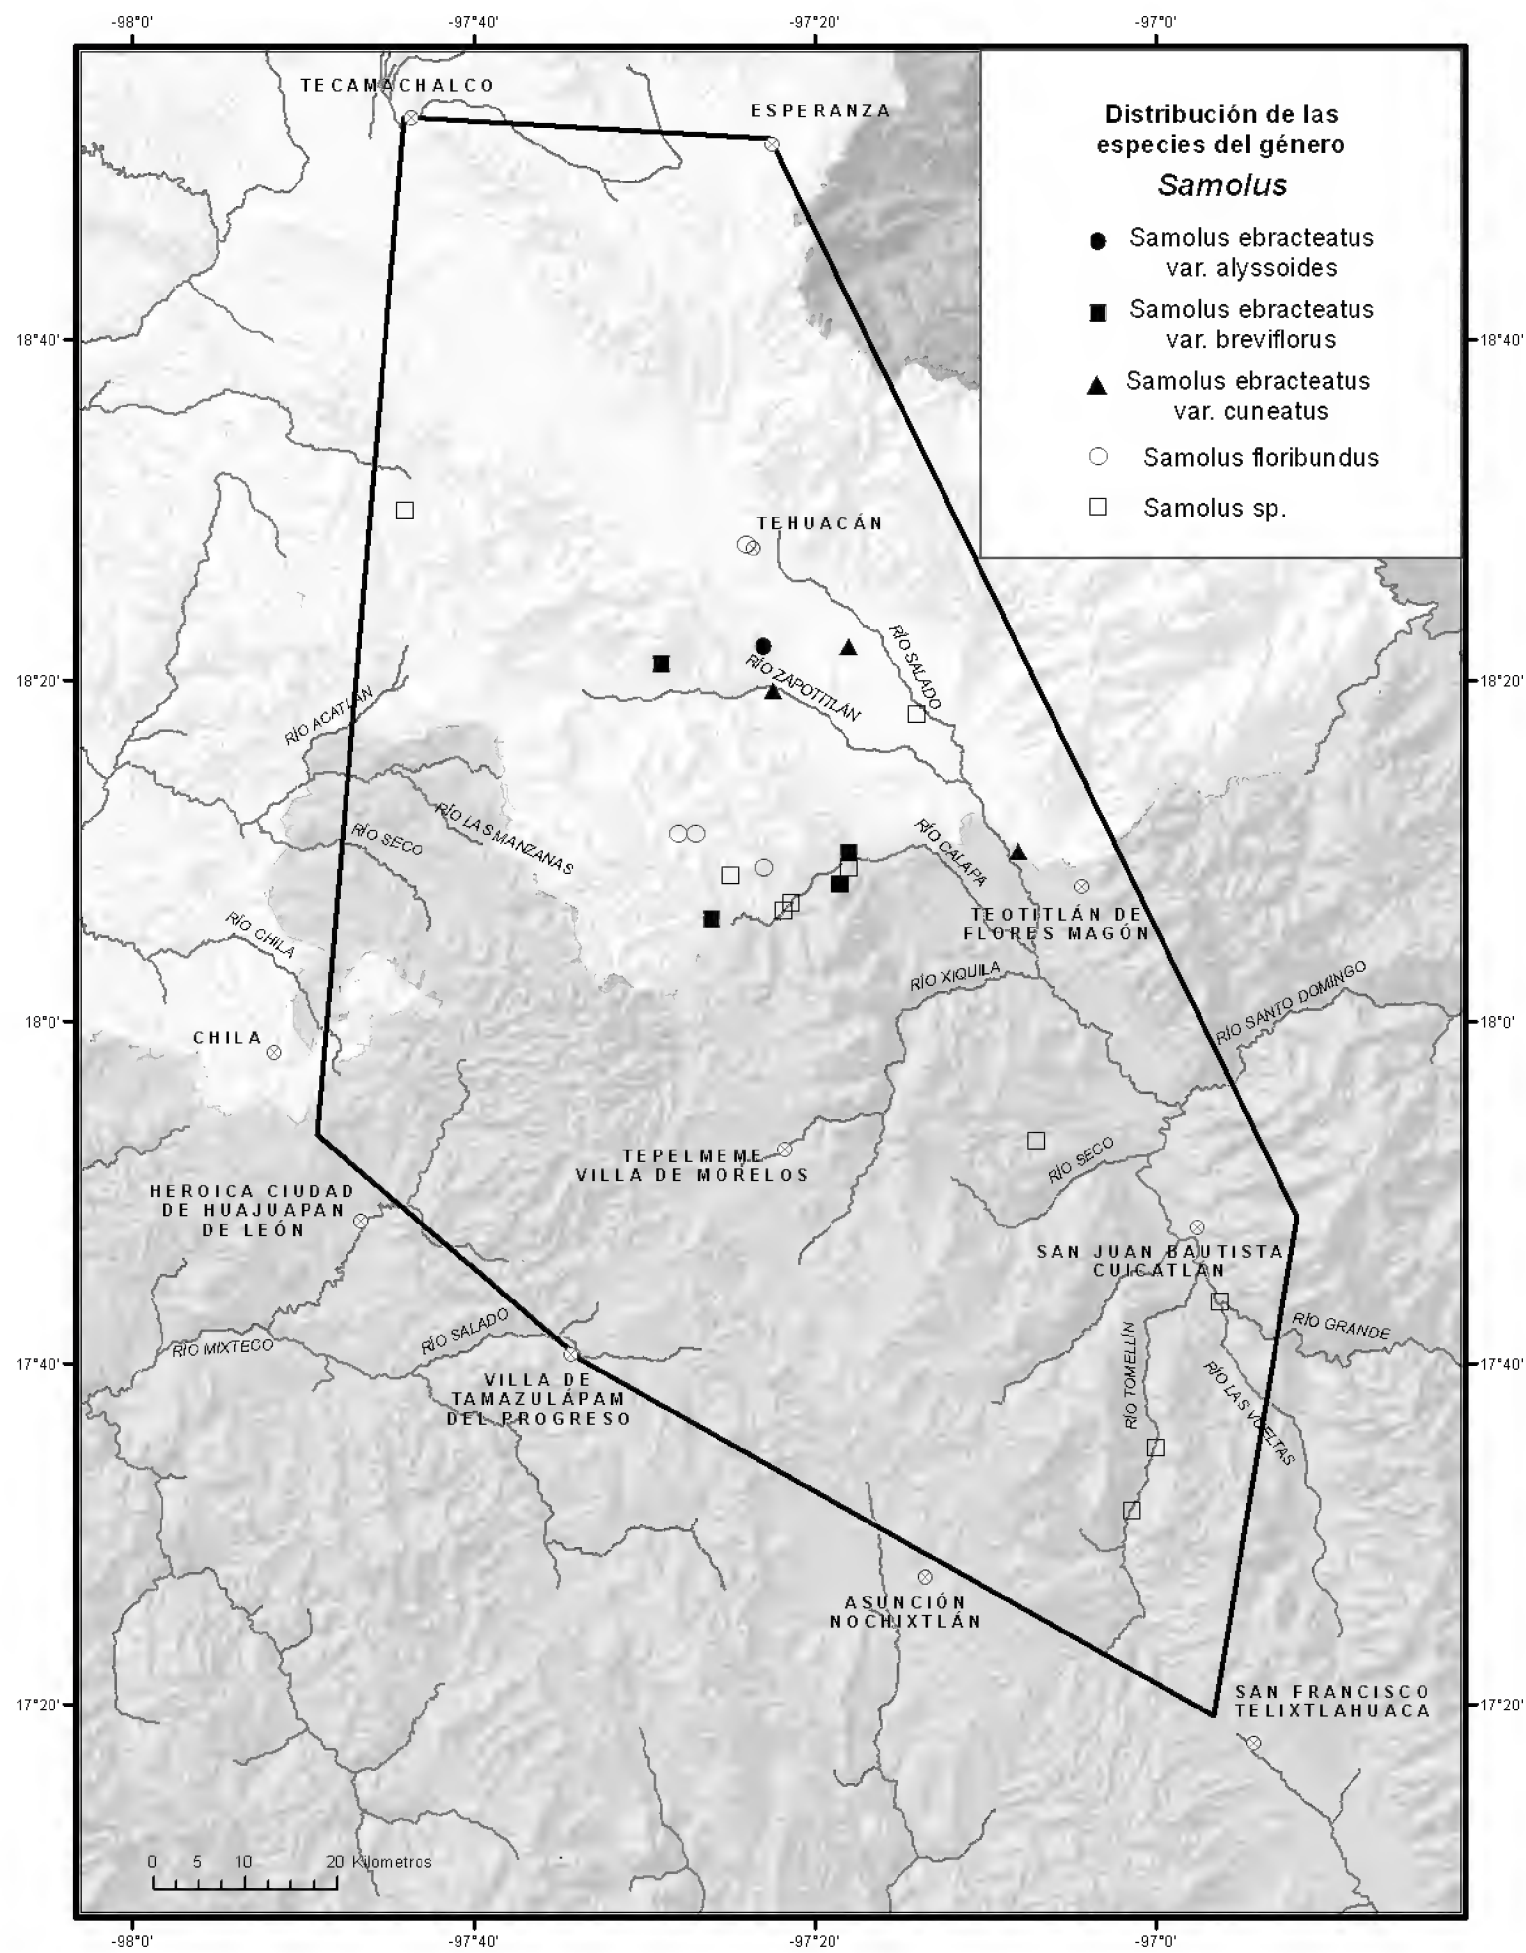 -98°0'
-97°40'
-97°20'
-97°0'
TECAMACHALCO
ESPERANZA
Distribución de las
especies del género
Samolus
Samolus ebracteatus
var. alyssoides
Samolus ebracteatus
var. breviflorus
Samolus ebracteatus
var. cuneatus
Samolus floribundus
Samolus sp.
18°40'
18°40'
TEHUACÁN
RÍO SALADO
RÍO ZAPOTITLÁN
18°20'
18°20'
RÍO ACATLÁN
RÍO LAS MANZANAS
RÍO SECO
RÍO CALAPA
TEOTITLÁN DE
FLORES MAGÓN
RÍO CHILA
RÍO XIQUILA
RÍO SANTO DOMINGO
18°0'
18°0'
CHILA
TEPELMEME
VILLA DE MORELOS
RÍO SECO
HEROICA CIUDAD
DE HUAJUAPAN
DE LEÓN
SAN JUAN BAUTISTA
CUICATLÁN
RÍO MIXTECO
RÍO SALADO
RÍO TOMELLÍN
RÍO GRANDE
17°40'
17°40'
RÍO LAS VUELTAS
VILLA DE
TAMAZULÁPAM
DEL PROGRESO
ASUNCIÓN
NOCHIXTLÁN
SAN FRANCISCO
TELIXTLAHUACA
17°20'
17°20'
0 5 10 20 Kilometros
-98°0'
-97°40'
-97°20'
-97°0'